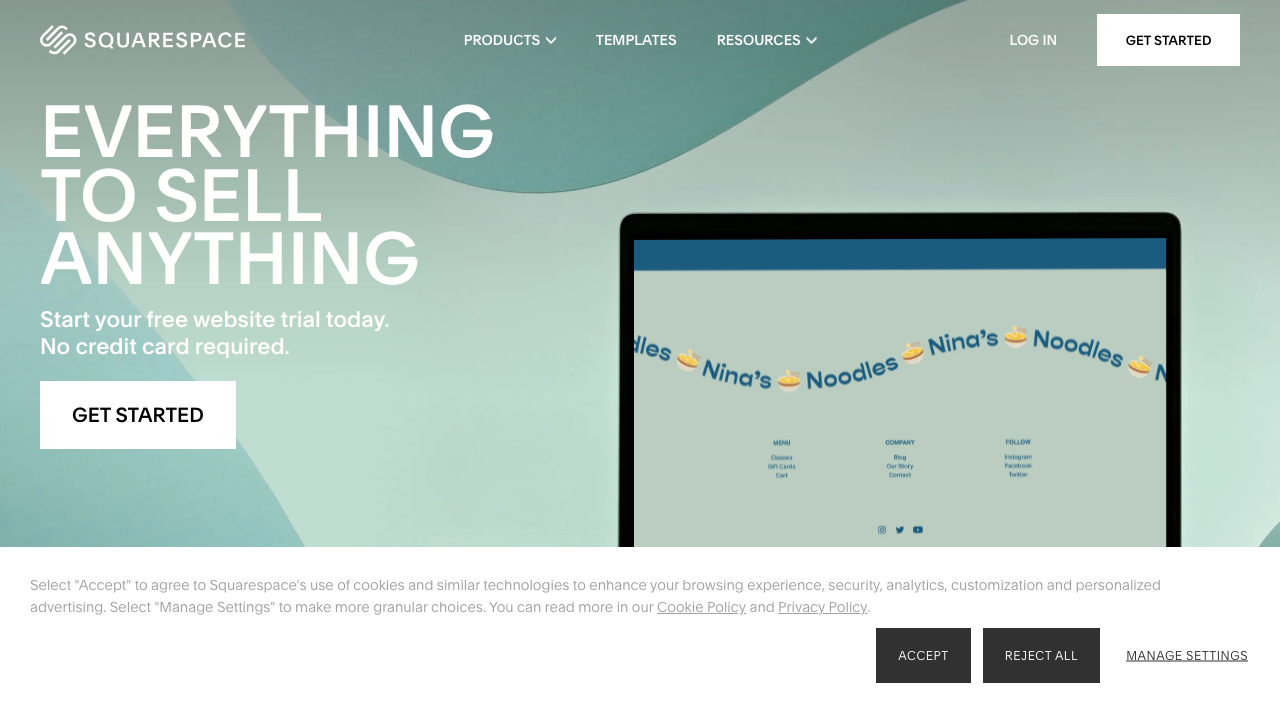 SQUARESPACE
PRODUCTS
TEMPLATES
RESOURCES
LOG IN
GET STARTED
EVERYTHING
TO SELL
ANYTHING
Start your free website trial today.
No credit card required.
GET STARTED
dles 🍜 Nina's 🍜 Noodles 🍜 Nina's 🍜 Noodles 🍜 N
MENU
Classes
Gift Cards
Cart
COMPANY
Blog
Our Story
Contact
FOLLOW
Instagram
Facebook
Twitter
Select "Accept" to agree to Squarespace's use of cookies and similar technologies to enhance your browsing experience, security, analytics, customization and personalized
advertising. Select "Manage Settings" to make more granular choices. You can read more in our Cookie Policy and Privacy Policy.
ACCEPT
REJECT ALL
MANAGE SETTINGS